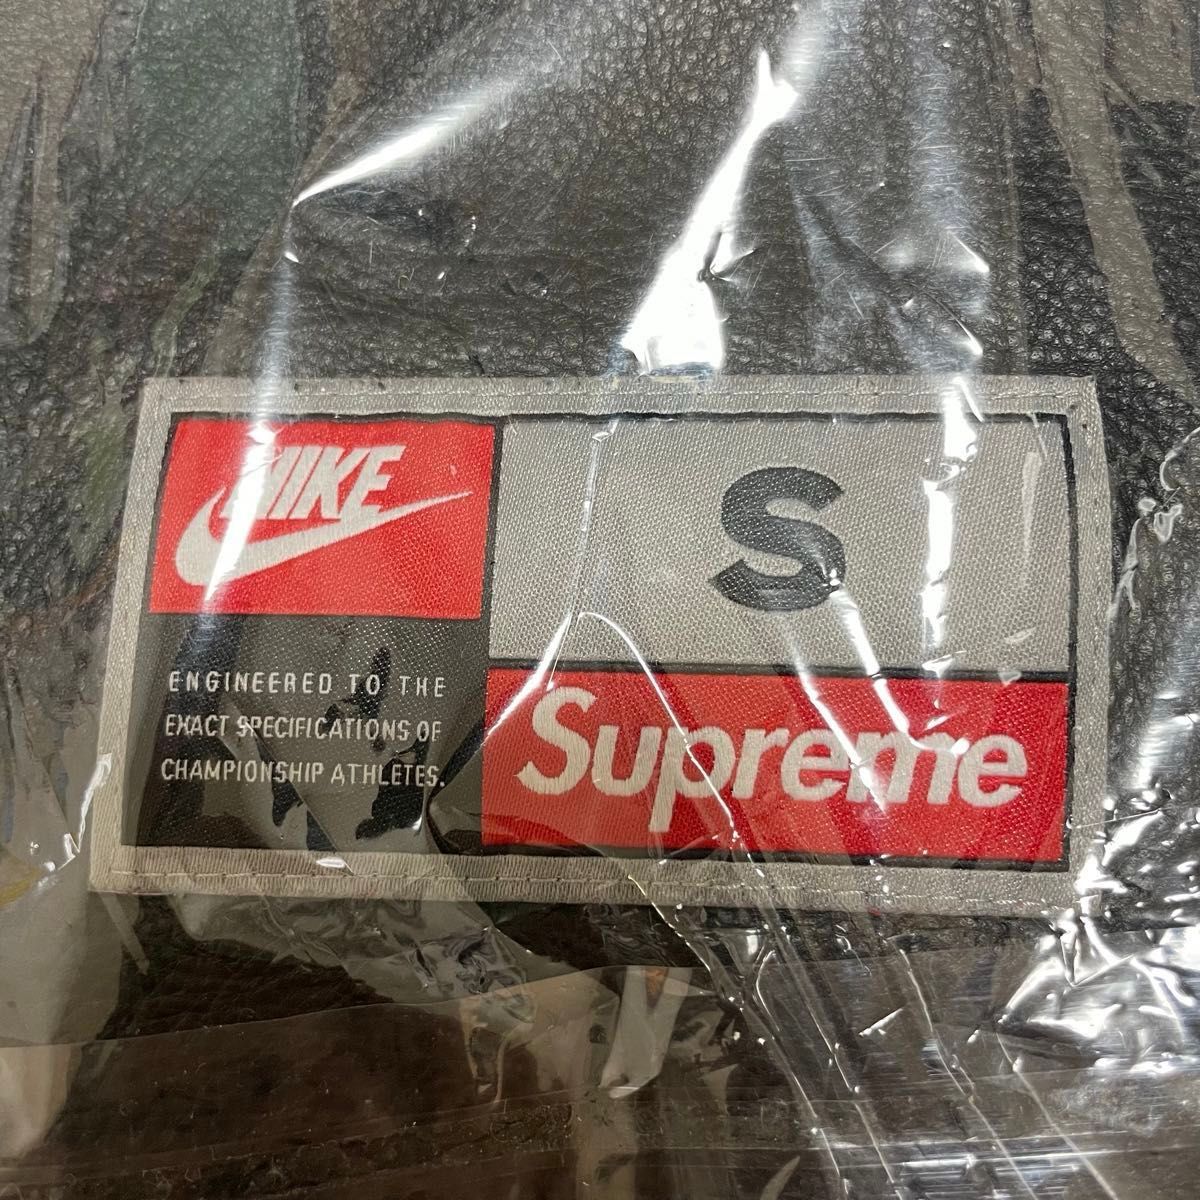 NIKE
S
ENGINEERED TO THE
EXACT SPECIFICATIONS OF
CHAMPIONSHIP ATHLETES.
Supreme